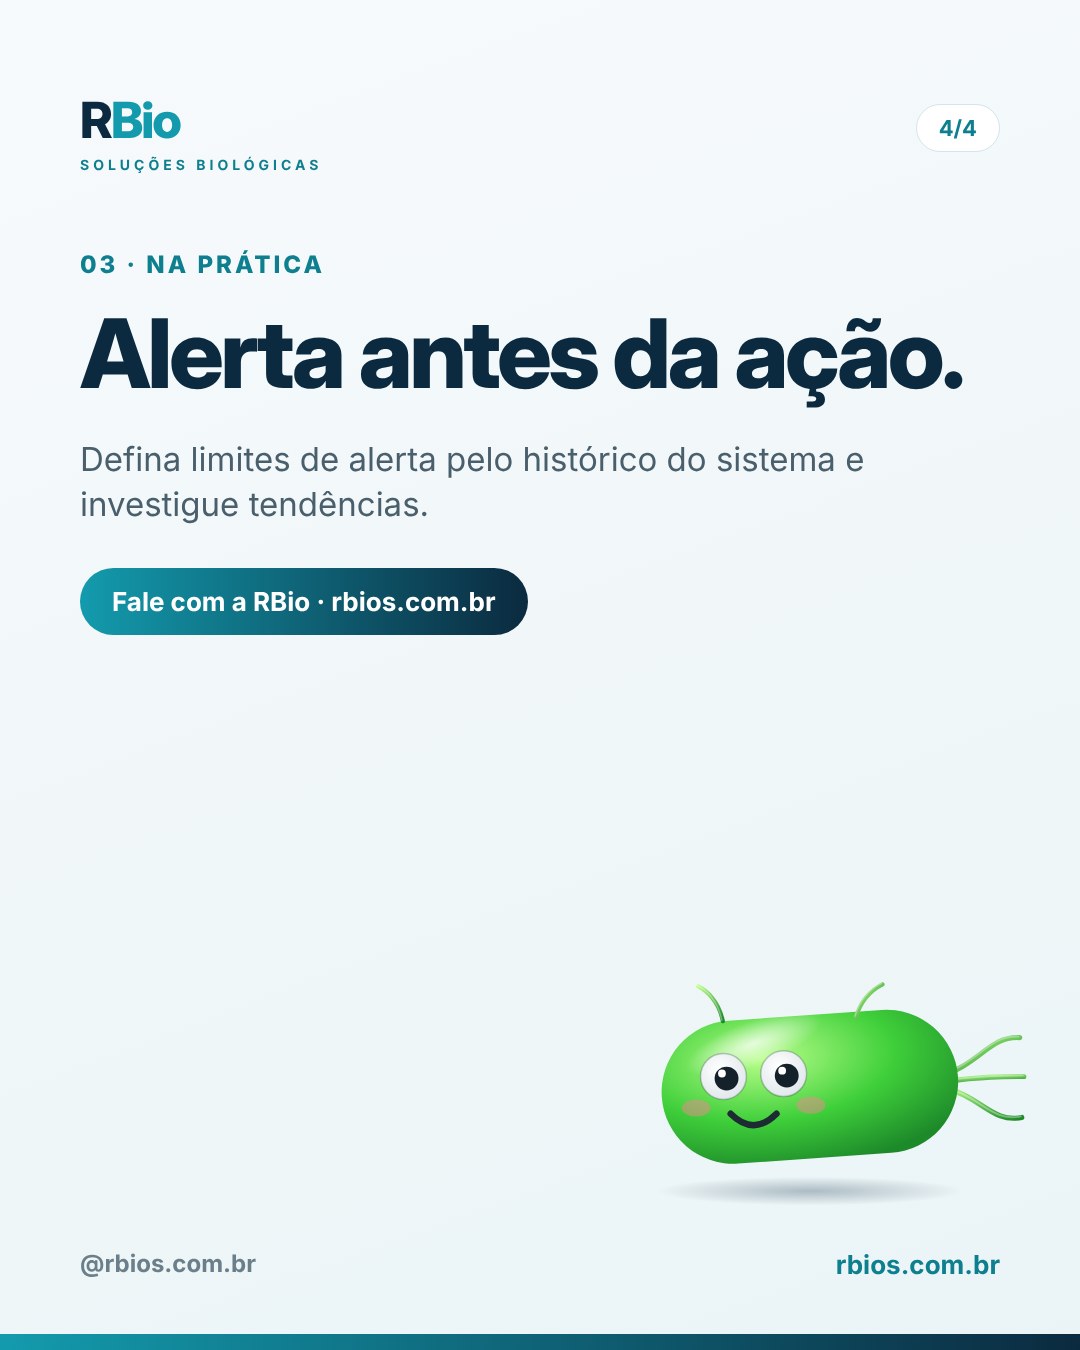 RBio
SOLUÇÕES BIOLÓGICAS
4/4
03 · NA PRÁTICA
Alerta antes da ação.
Defina limites de alerta pelo histórico do sistema e
investigue tendências.
Fale com a RBio · rbios.com.br
@rbios.com.br
rbios.com.br